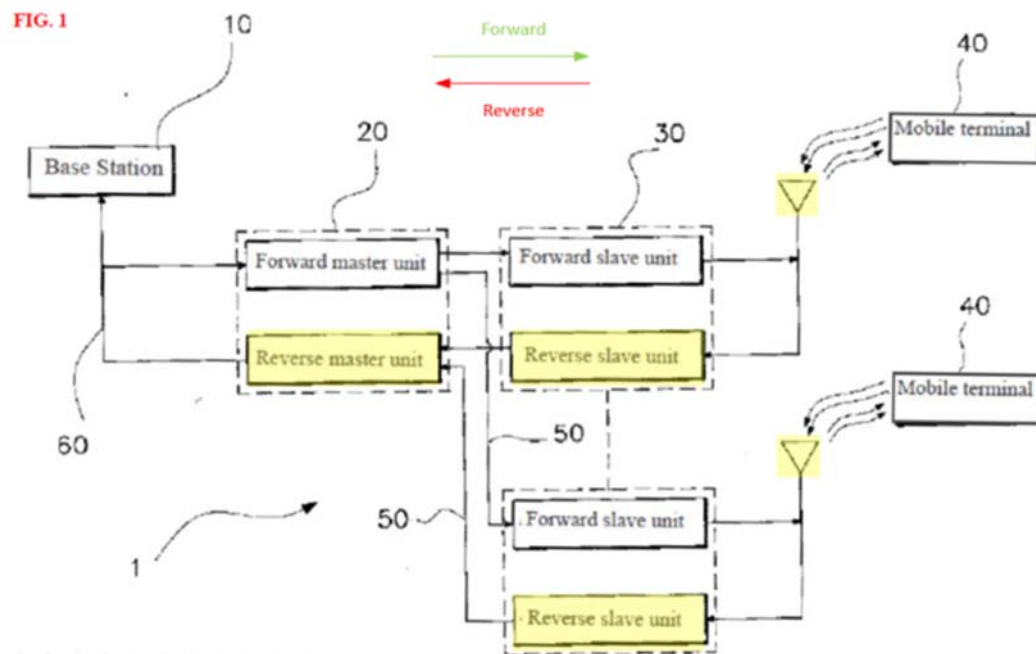 FIG. 1
10
Forward
Reverse
40
Mobile terminal
20
30
Base Station
Forward master unit
Forward slave unit
Reverse master unit
Reverse slave unit
40
Mobile terminal
60
50
50
Forward slave unit
1
Reverse slave unit